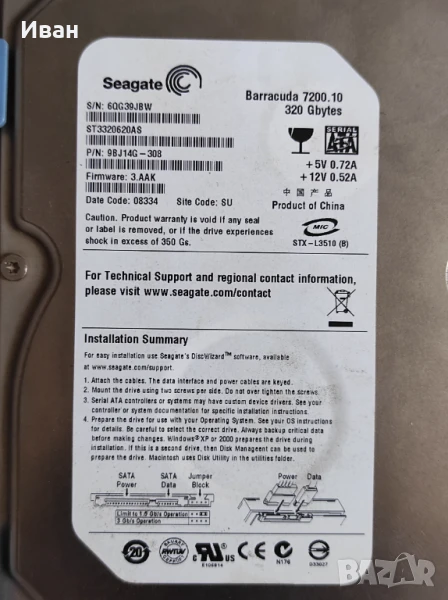 Иван
Seagate
S/N: 6QG39JBW
ST3320620AS
P/N: 9BJ14G-308
Firmware: 3.AAK
Date Code: 08334 Site Code: SU
Barracuda 7200.10
320 Gbytes
SERIAL
ATA
+5V 0.72A
+12V 0.52A
中 国 产 品
Product of China
Caution. Product warranty is void if any seal
or label is removed, or if the drive experiences
shock in excess of 350 Gs.
MIC
STX-L3510 (B)
For Technical Support and regional contact information,
please visit www.seagate.com/contact
Installation Summary
For easy installation use Seagate's DiscWizard™ software, available
at www.seagate.com/support.
1. Attach the cables. The data interface and power cables are keyed.
2. Mount the drive using two screws per side. Do not over tighten the screws.
3. Serial ATA controllers or systems may have custom device drivers. See your
controller or system documentation for specific installation instructions.
4. Prepare the drive for use with your Operating System. See your OS instructions
for details. Be careful to select the correct drive. Always backup critical data
before making changes. Windows® XP or 2000 prepares the drive during
installation. If this is a second drive, then Disk Management can be used to
prepare the drive. Macintosh uses Disk Utility in the utilities folder.
SATA
Power
SATA
Data
Jumper
Block
Power Data
Limit to 1.5 Gb/s Operation
3 Gb/s Operation
20
RWTÜV
C US
E108814
CE
N176
D33027
BAZAR